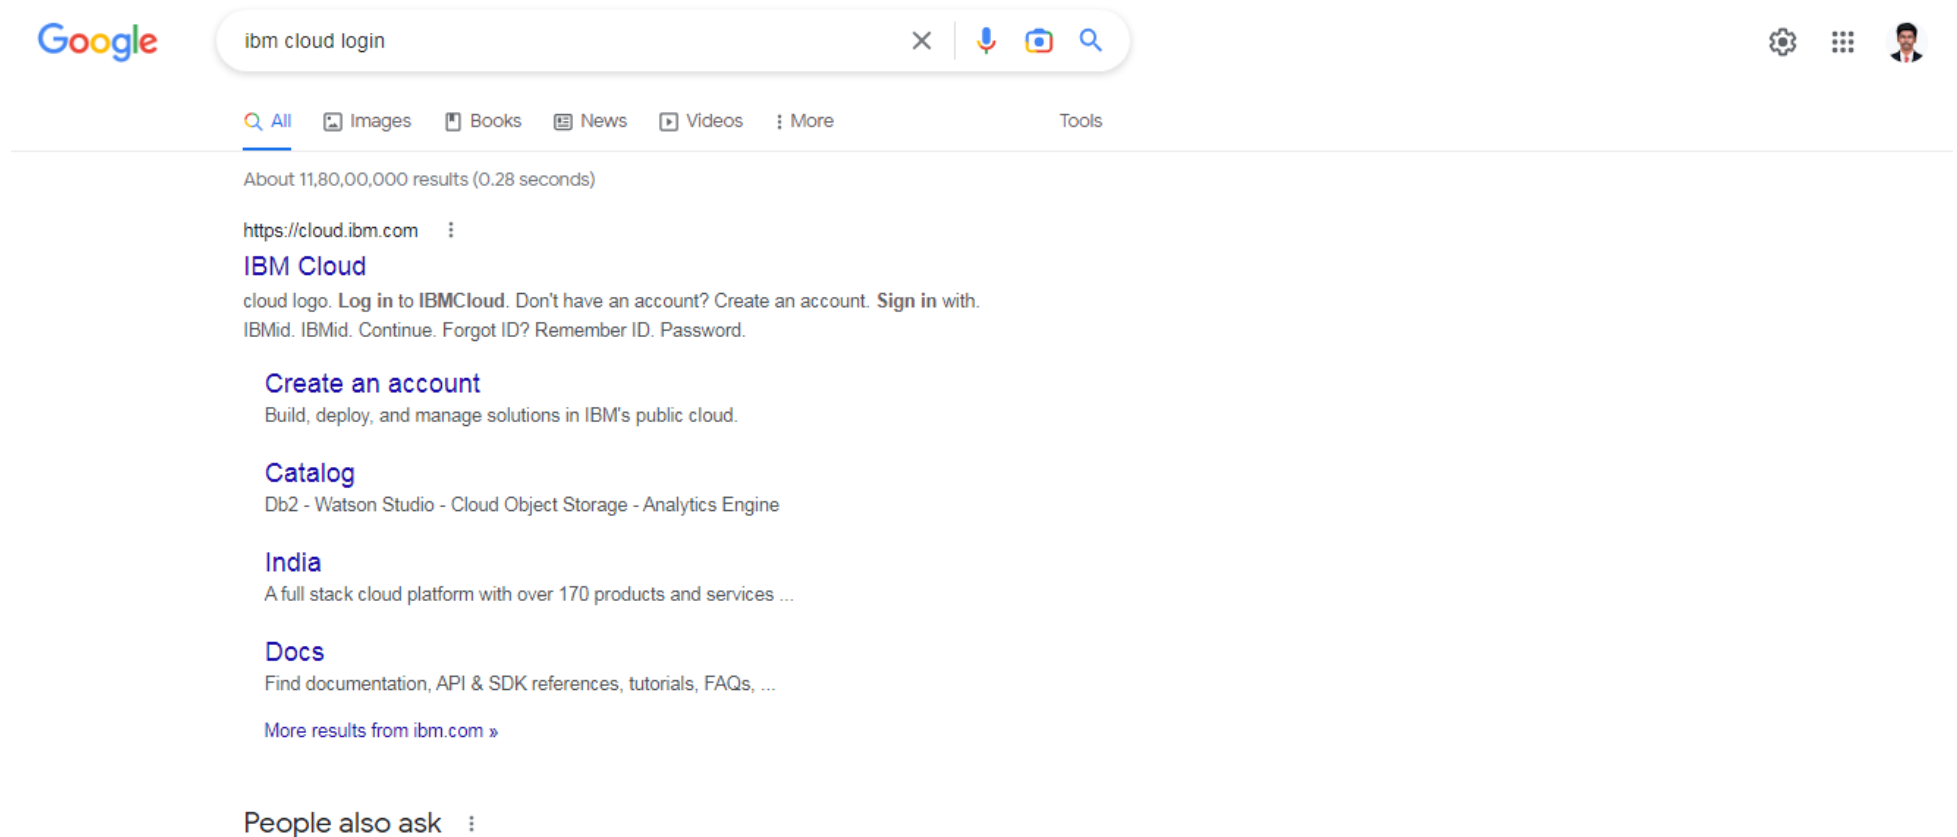 Google
ibm cloud login
All Images Books News Videos More Tools
About 11,80,00,000 results (0.28 seconds)
https://cloud.ibm.com
IBM Cloud
cloud logo. Log in to IBMCloud. Don't have an account? Create an account. Sign in with.
IBMid. IBMid. Continue. Forgot ID? Remember ID. Password.
Create an account
Build, deploy, and manage solutions in IBM's public cloud.
Catalog
Db2 - Watson Studio - Cloud Object Storage - Analytics Engine
India
A full stack cloud platform with over 170 products and services ...
Docs
Find documentation, API & SDK references, tutorials, FAQs, ...
More results from ibm.com »
People also ask